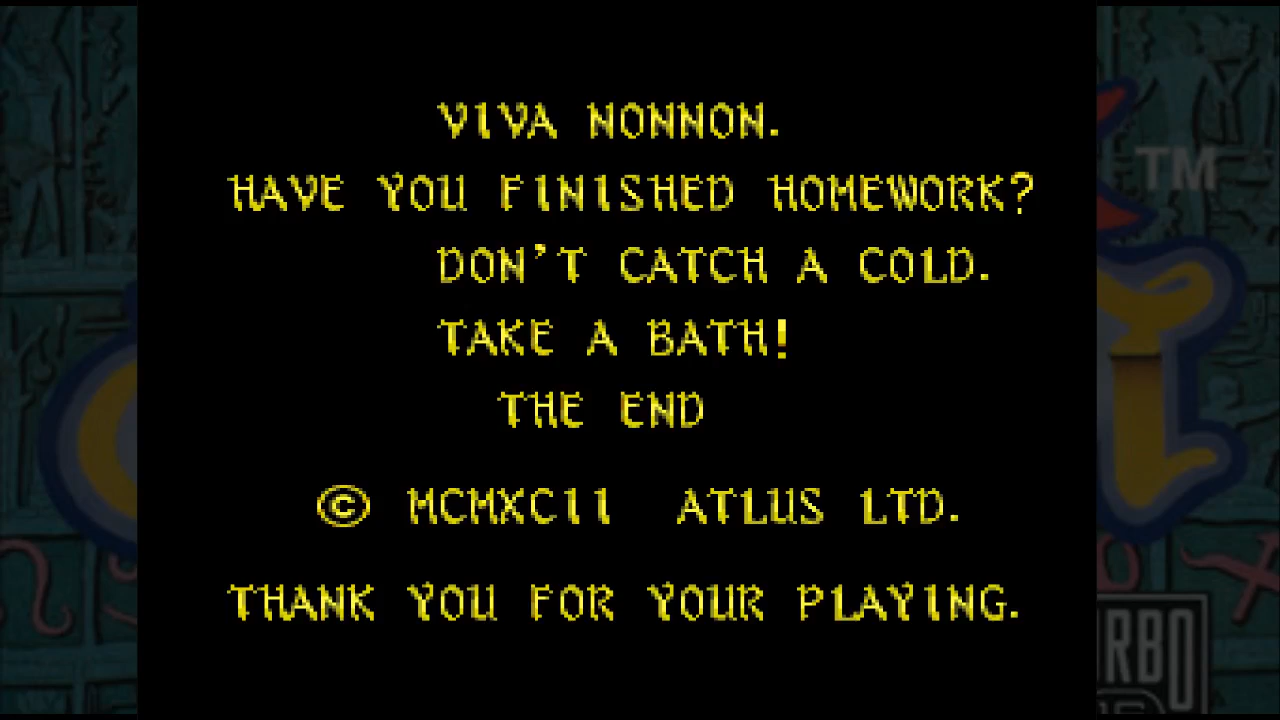 VIVA NONNON.
HAVE YOU FINISHED HOMEWORK?
DON'T CATCH A COLD.
TAKE A BATH!
THE END
© MCMXCII ATLUS LTD.
THANK YOU FOR YOUR PLAYING.
TM